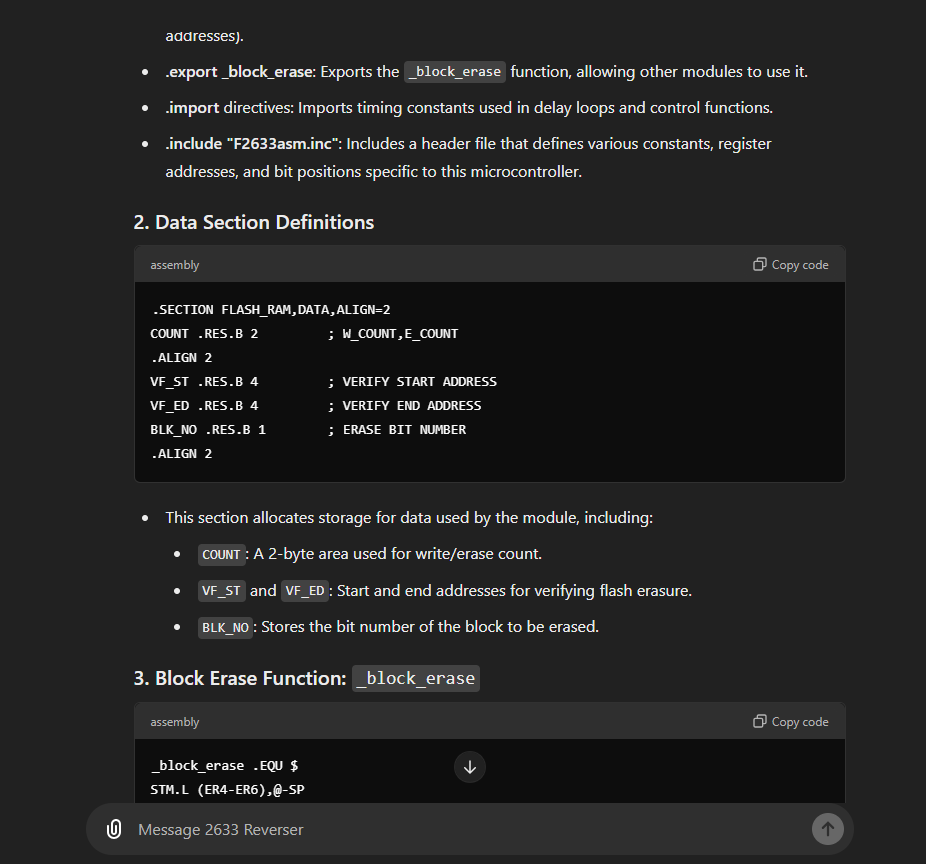 addresses).
.export _block_erase: Exports the _block_erase function, allowing other modules to use it.
.import directives: Imports timing constants used in delay loops and control functions.
.include "F2633asm.inc": Includes a header file that defines various constants, register
addresses, and bit positions specific to this microcontroller.
2. Data Section Definitions
assembly Copy code
.SECTION FLASH_RAM,DATA,ALIGN=2
COUNT .RES.B 2         ; W_COUNT,E_COUNT
.ALIGN 2
VF_ST .RES.B 4         ; VERIFY START ADDRESS
VF_ED .RES.B 4         ; VERIFY END ADDRESS
BLK_NO .RES.B 1        ; ERASE BIT NUMBER
.ALIGN 2
This section allocates storage for data used by the module, including:
COUNT: A 2-byte area used for write/erase count.
VF_ST and VF_ED: Start and end addresses for verifying flash erasure.
BLK_NO: Stores the bit number of the block to be erased.
3. Block Erase Function: _block_erase
assembly Copy code
_block_erase .EQU $
STM.L (ER4-ER6),@-SP
Message 2633 Reverser